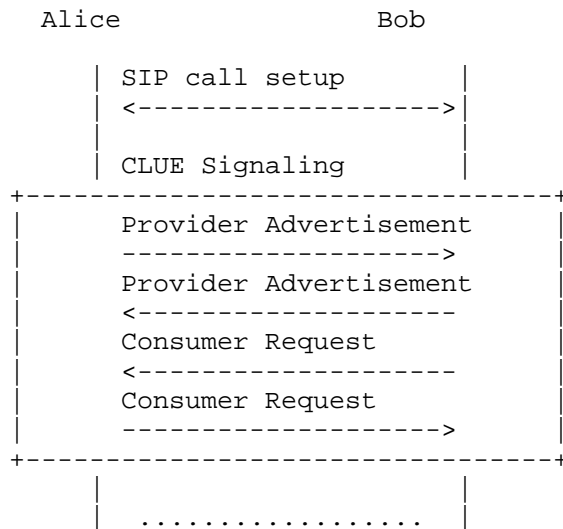 Alice Bob
SIP call setup
<------------------->
CLUE Signaling
Provider Advertisement
-------------------->
Provider Advertisement
<--------------------
Consumer Request
<--------------------
Consumer Request
-------------------->
..................